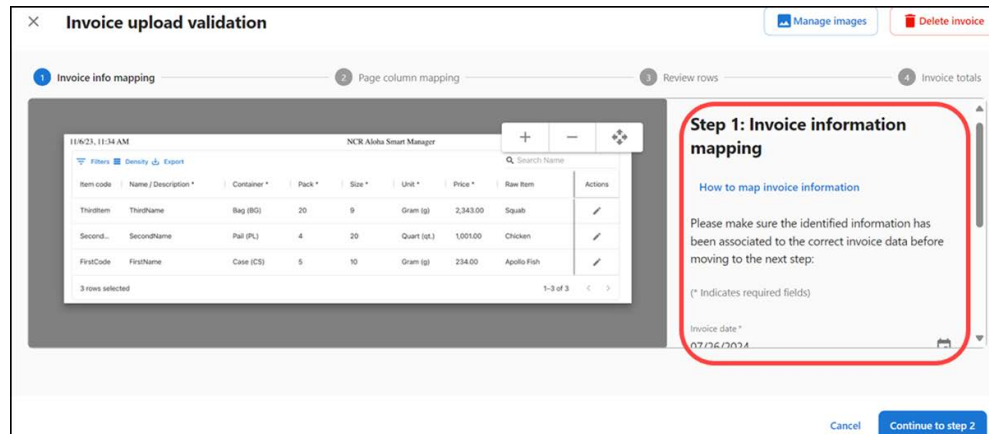 Invoice upload validation
Manage images
Delete invoice
1 Invoice info mapping
2 Page column mapping
3 Review rows
4 Invoice totals
11/6/23, 11:34 AM NCR Aloha Smart Manager
Filters Density Export Search Name
Item code Name / Description * Container * Pack * Size * Unit * Price * Raw Item Actions
ThirdItem ThirdName Bag (BG) 20 9 Gram (g) 2,343.00 Squab
Second... SecondName Pail (PL) 4 20 Quart (qt.) 1,001.00 Chicken
FirstCode FirstName Case (CS) 5 10 Gram (g) 234.00 Apollo Fish
3 rows selected 1–3 of 3
Step 1: Invoice information
mapping
How to map invoice information
Please make sure the identified information has
been associated to the correct invoice data before
moving to the next step:
(* Indicates required fields)
Invoice date *
07/26/2024
Cancel
Continue to step 2